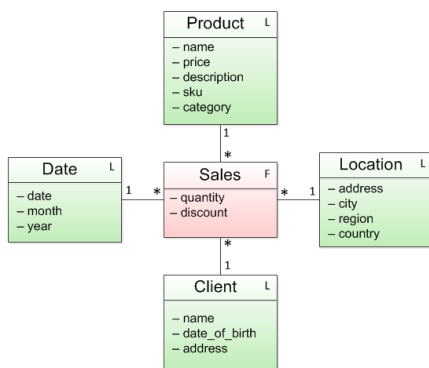 Product L
– name
– price
– description
– sku
– category
1
*
Date L
– date
– month
– year
1
*
Sales F
– quantity
– discount
*
1
Location L
– address
– city
– region
– country
*
1
Client L
– name
– date_of_birth
– address